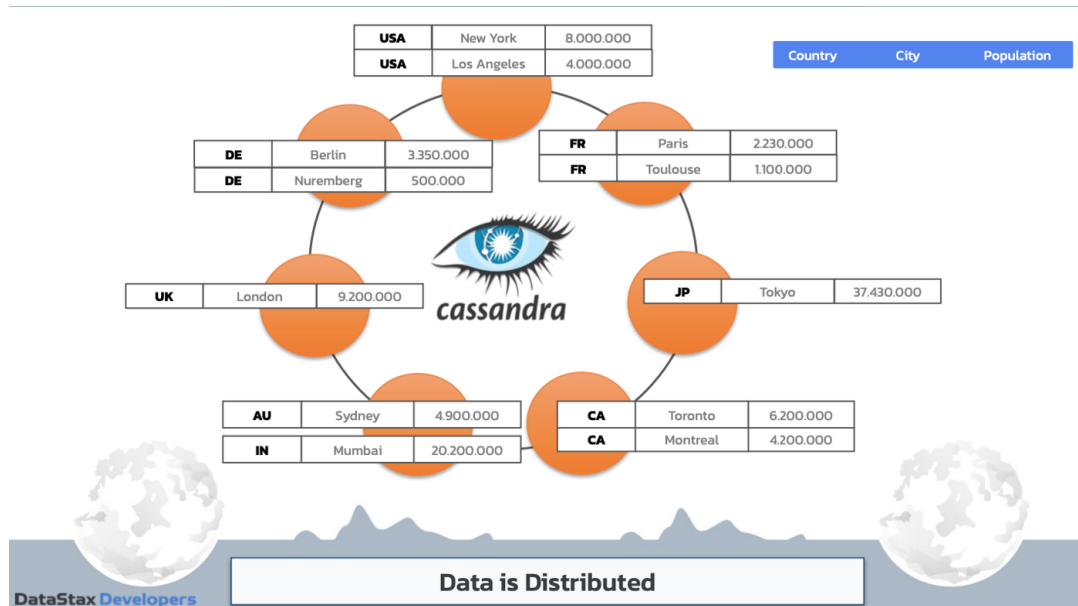 USA New York 8.000.000
USA Los Angeles 4.000.000
Country City Population
DE Berlin 3.350.000
DE Nuremberg 500.000
FR Paris 2.230.000
FR Toulouse 1.100.000
cassandra
UK London 9.200.000
JP Tokyo 37.430.000
AU Sydney 4.900.000
IN Mumbai 20.200.000
CA Toronto 6.200.000
CA Montreal 4.200.000
Data is Distributed
DataStax Developers